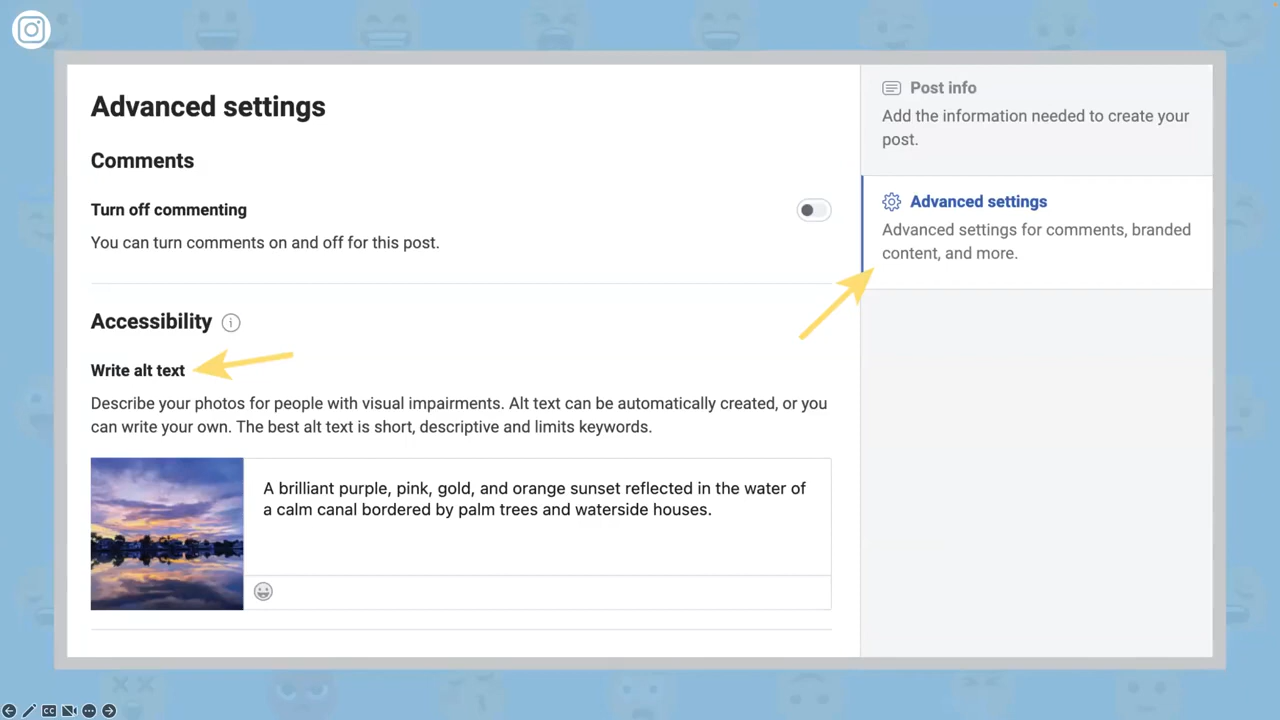 Advanced settings
Comments
Turn off commenting
You can turn comments on and off for this post.
Accessibility
Write alt text
Describe your photos for people with visual impairments. Alt text can be automatically created, or you
can write your own. The best alt text is short, descriptive and limits keywords.
A brilliant purple, pink, gold, and orange sunset reflected in the water of
a calm canal bordered by palm trees and waterside houses.
Post info
Add the information needed to create your
post.
Advanced settings
Advanced settings for comments, branded
content, and more.
CC